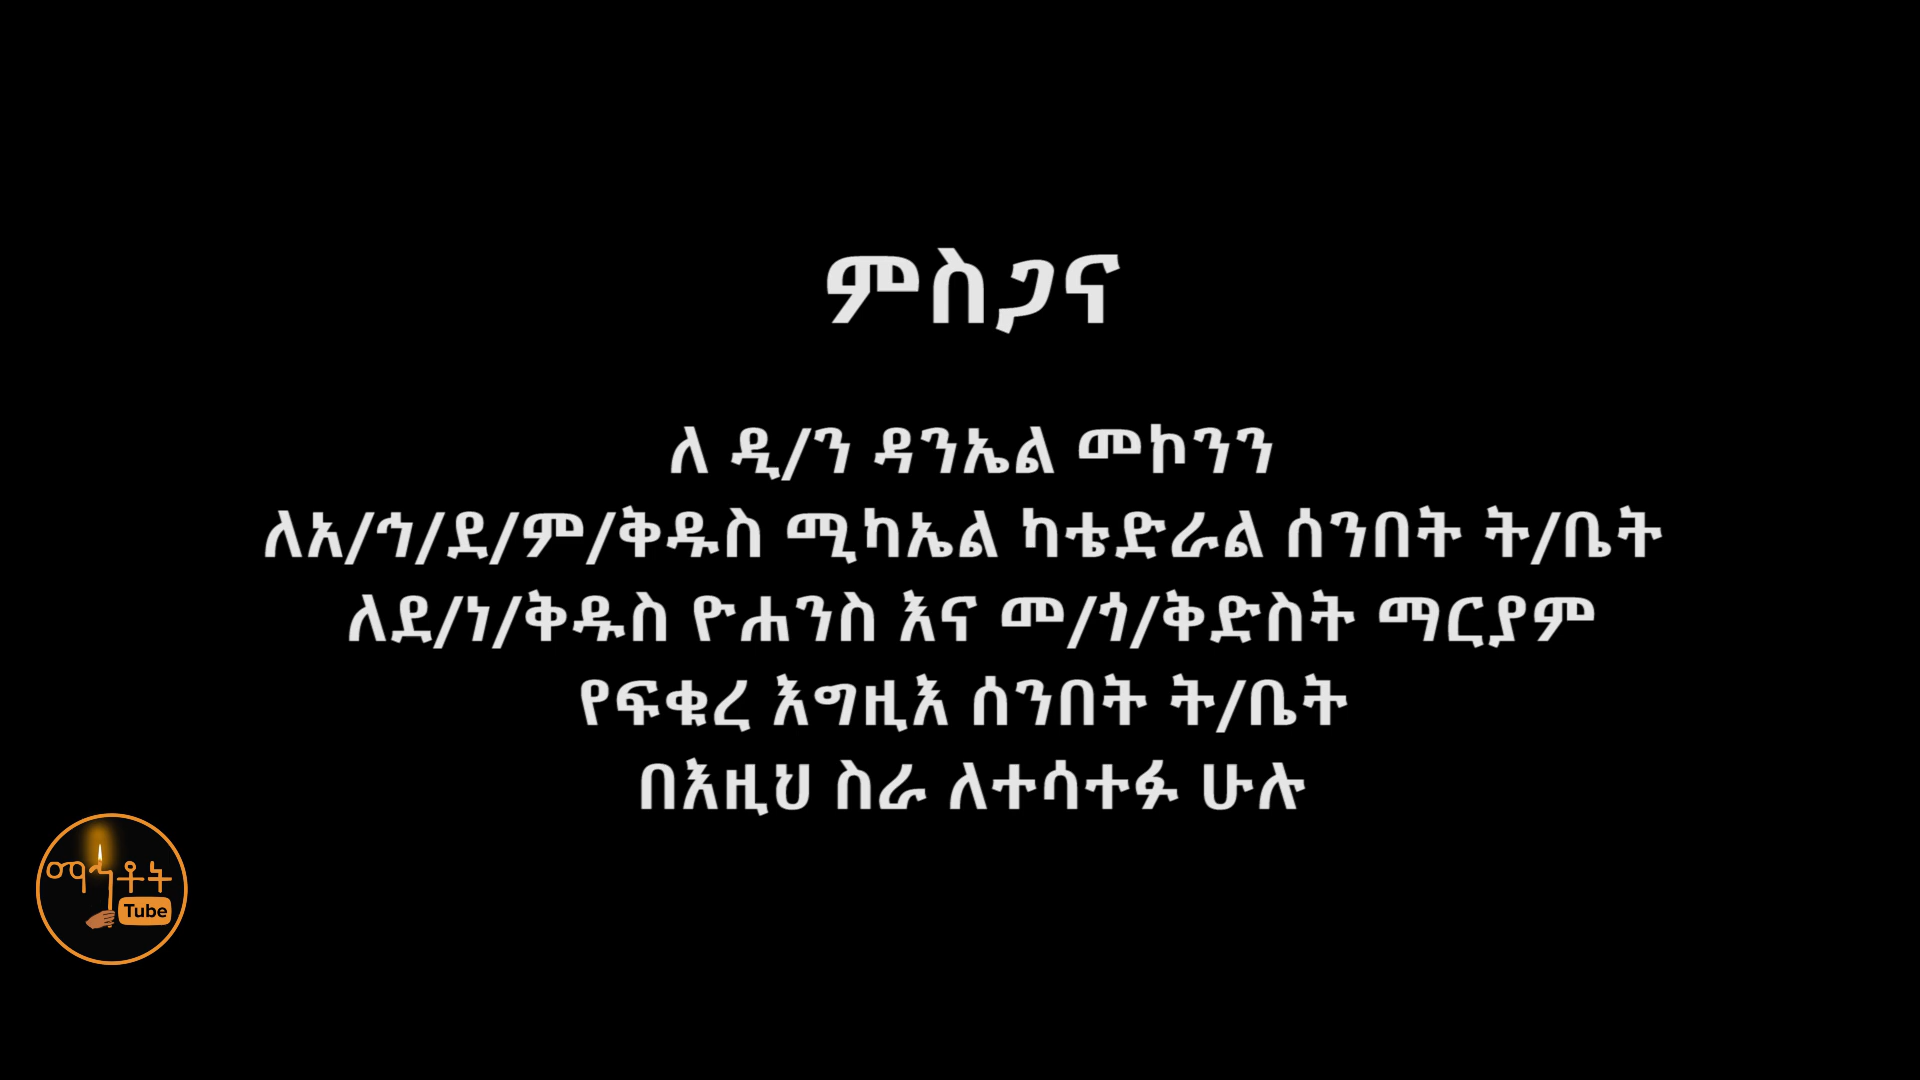 ምስጋና
ለ ዲ/ን ዳንኤል መኮንን
ለአ/ኅ/ደ/ም/ቅዱስ ሚካኤል ካቴድራል ሰንበት ት/ቤት
ለደ/ነ/ቅዱስ ዮሐንስ እና መ/ጎ/ቅድስት ማርያም
የፍቁረ እግዚእ ሰንበት ት/ቤት
በእዚህ ስራ ለተሳተፉ ሁሉ
ማኅቶት
Tube